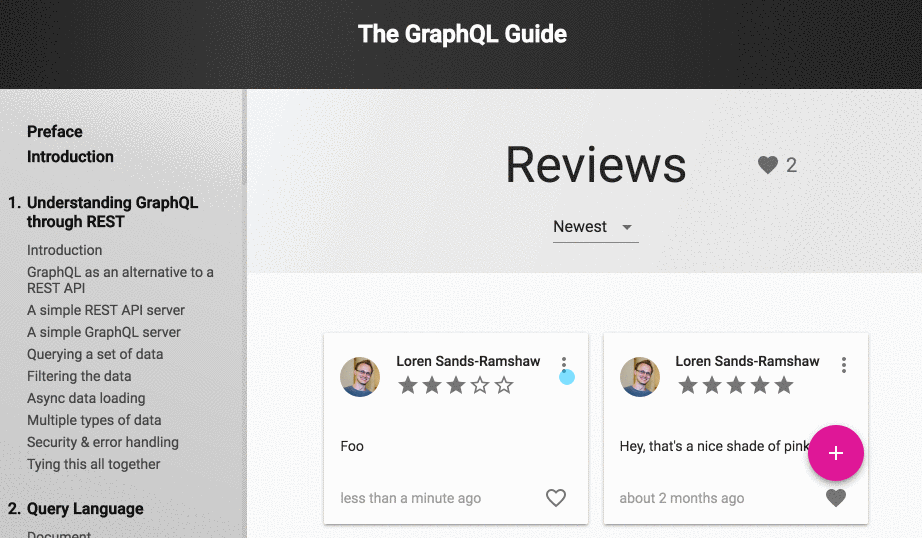 The GraphQL Guide
Preface
Introduction
1. Understanding GraphQL
through REST
Introduction
GraphQL as an alternative to a
REST API
A simple REST API server
A simple GraphQL server
Querying a set of data
Filtering the data
Async data loading
Multiple types of data
Security & error handling
Tying this all together
2. Query Language
Document
Reviews
2
Newest
Loren Sands-Ramshaw
Foo
less than a minute ago
Loren Sands-Ramshaw
Hey, that's a nice shade of pink
about 2 months ago